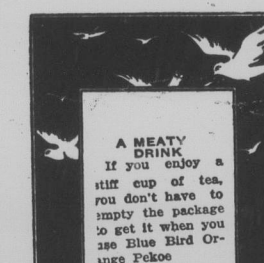 A MEATY
DRINK
If you enjoy a
stiff cup of tea,
you don't have to
empty the package
to get it when you
use Blue Bird Or-
ange Pekoe